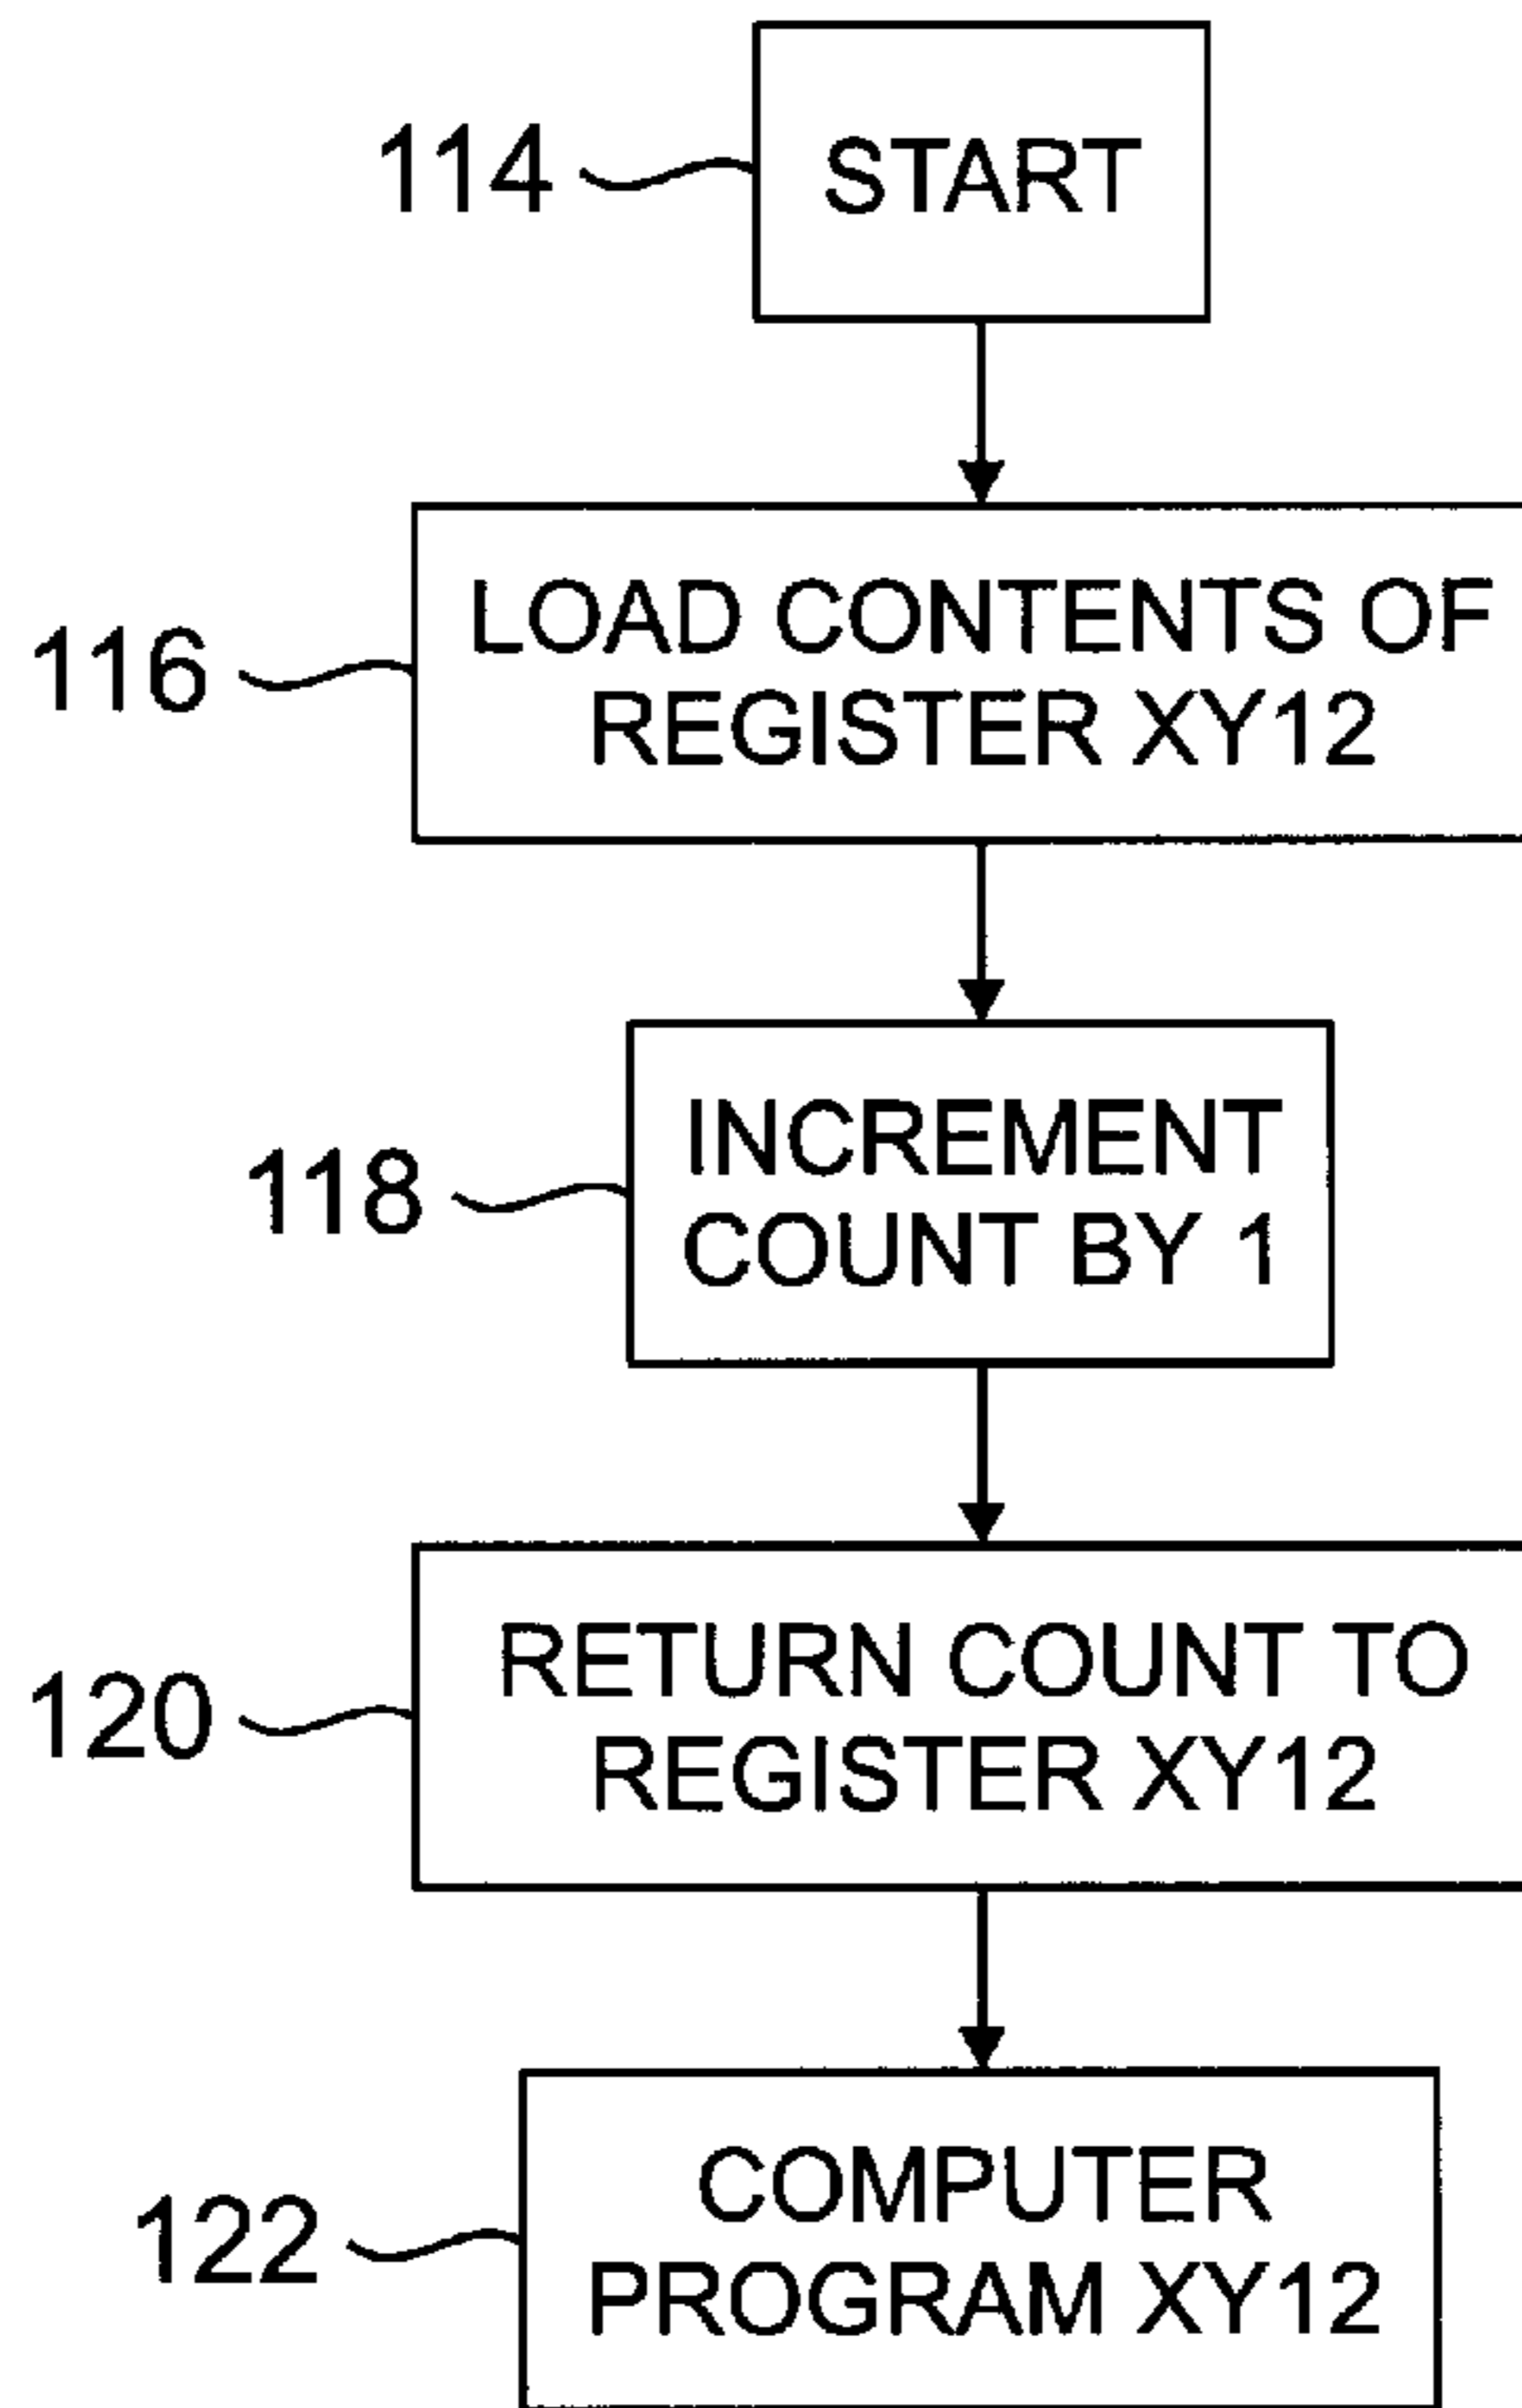 114
START
116
LOAD CONTENTS OF
REGISTER XY12
118
INCREMENT
COUNT BY 1
120
RETURN COUNT TO
REGISTER XY12
122
COMPUTER
PROGRAM XY12